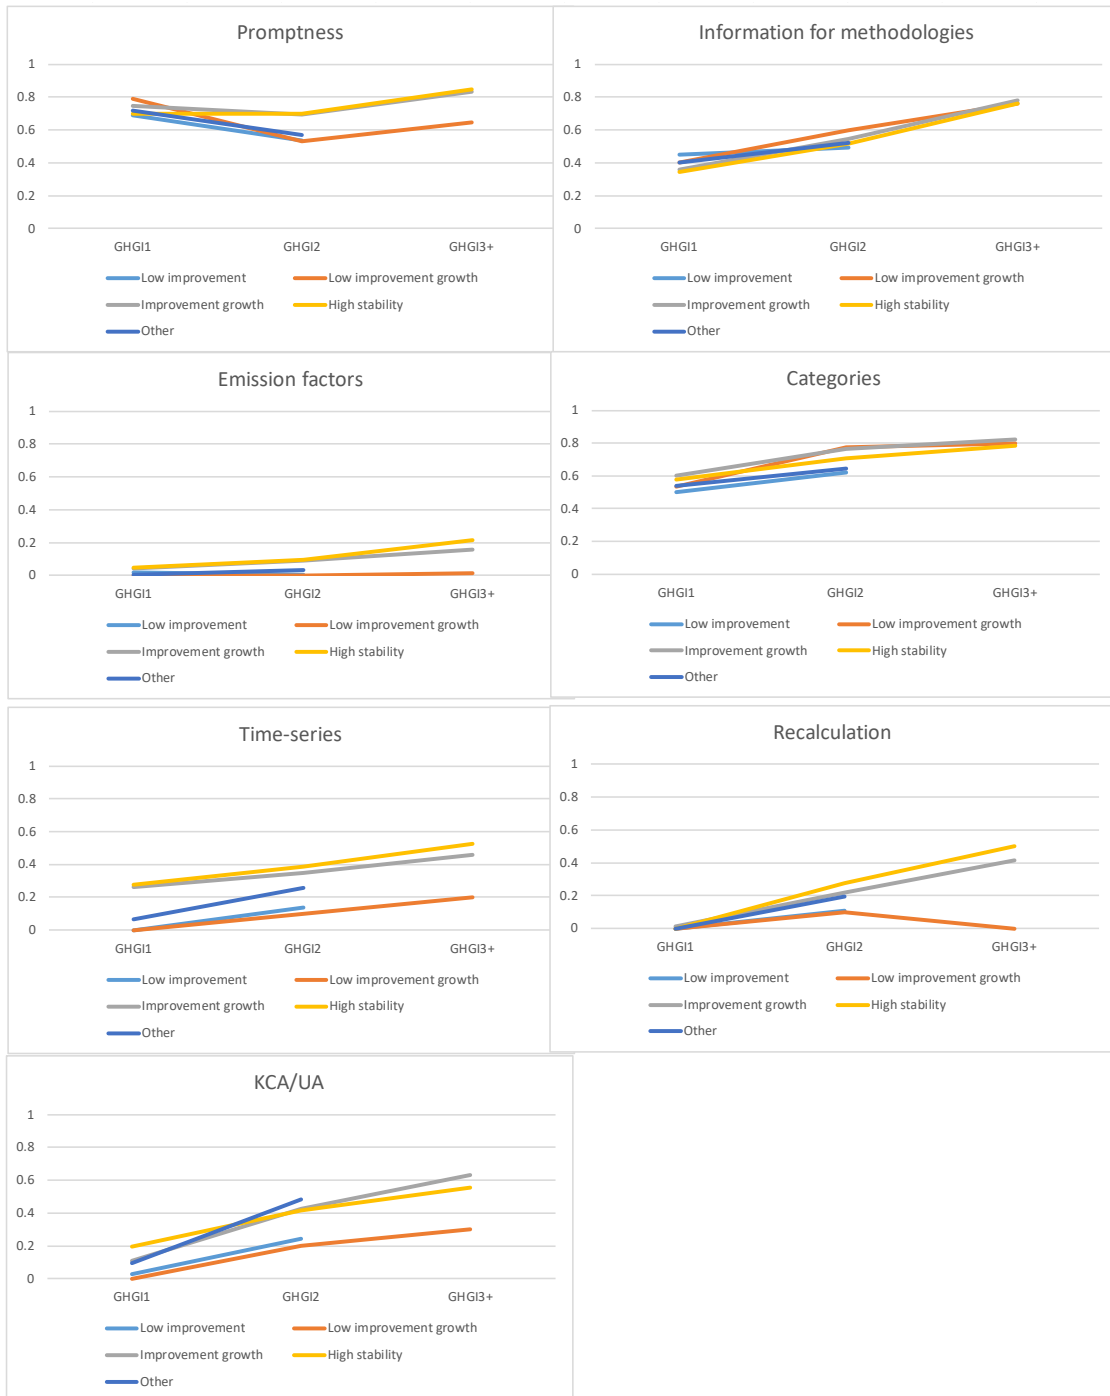 Promptness
1
0.8
0.6
0.4
0.2
0
GHGI1 GHGI2 GHGI3+
Low improvement Low improvement growth
Improvement growth High stability
Other
Information for methodologies
1
0.8
0.6
0.4
0.2
0
GHGI1 GHGI2 GHGI3+
Low improvement Low improvement growth
Improvement growth High stability
Other
Emission factors
1
0.8
0.6
0.4
0.2
0
GHGI1 GHGI2 GHGI3+
Low improvement Low improvement growth
Improvement growth High stability
Other
Categories
1
0.8
0.6
0.4
0.2
0
GHGI1 GHGI2 GHGI3+
Low improvement Low improvement growth
Improvement growth High stability
Other
Time-series
1
0.8
0.6
0.4
0.2
0
GHGI1 GHGI2 GHGI3+
Low improvement Low improvement growth
Improvement growth High stability
Other
Recalculation
1
0.8
0.6
0.4
0.2
0
GHGI1 GHGI2 GHGI3+
Low improvement Low improvement growth
Improvement growth High stability
Other
KCA/UA
1
0.8
0.6
0.4
0.2
0
GHGI1 GHGI2 GHGI3+
Low improvement Low improvement growth
Improvement growth High stability
Other